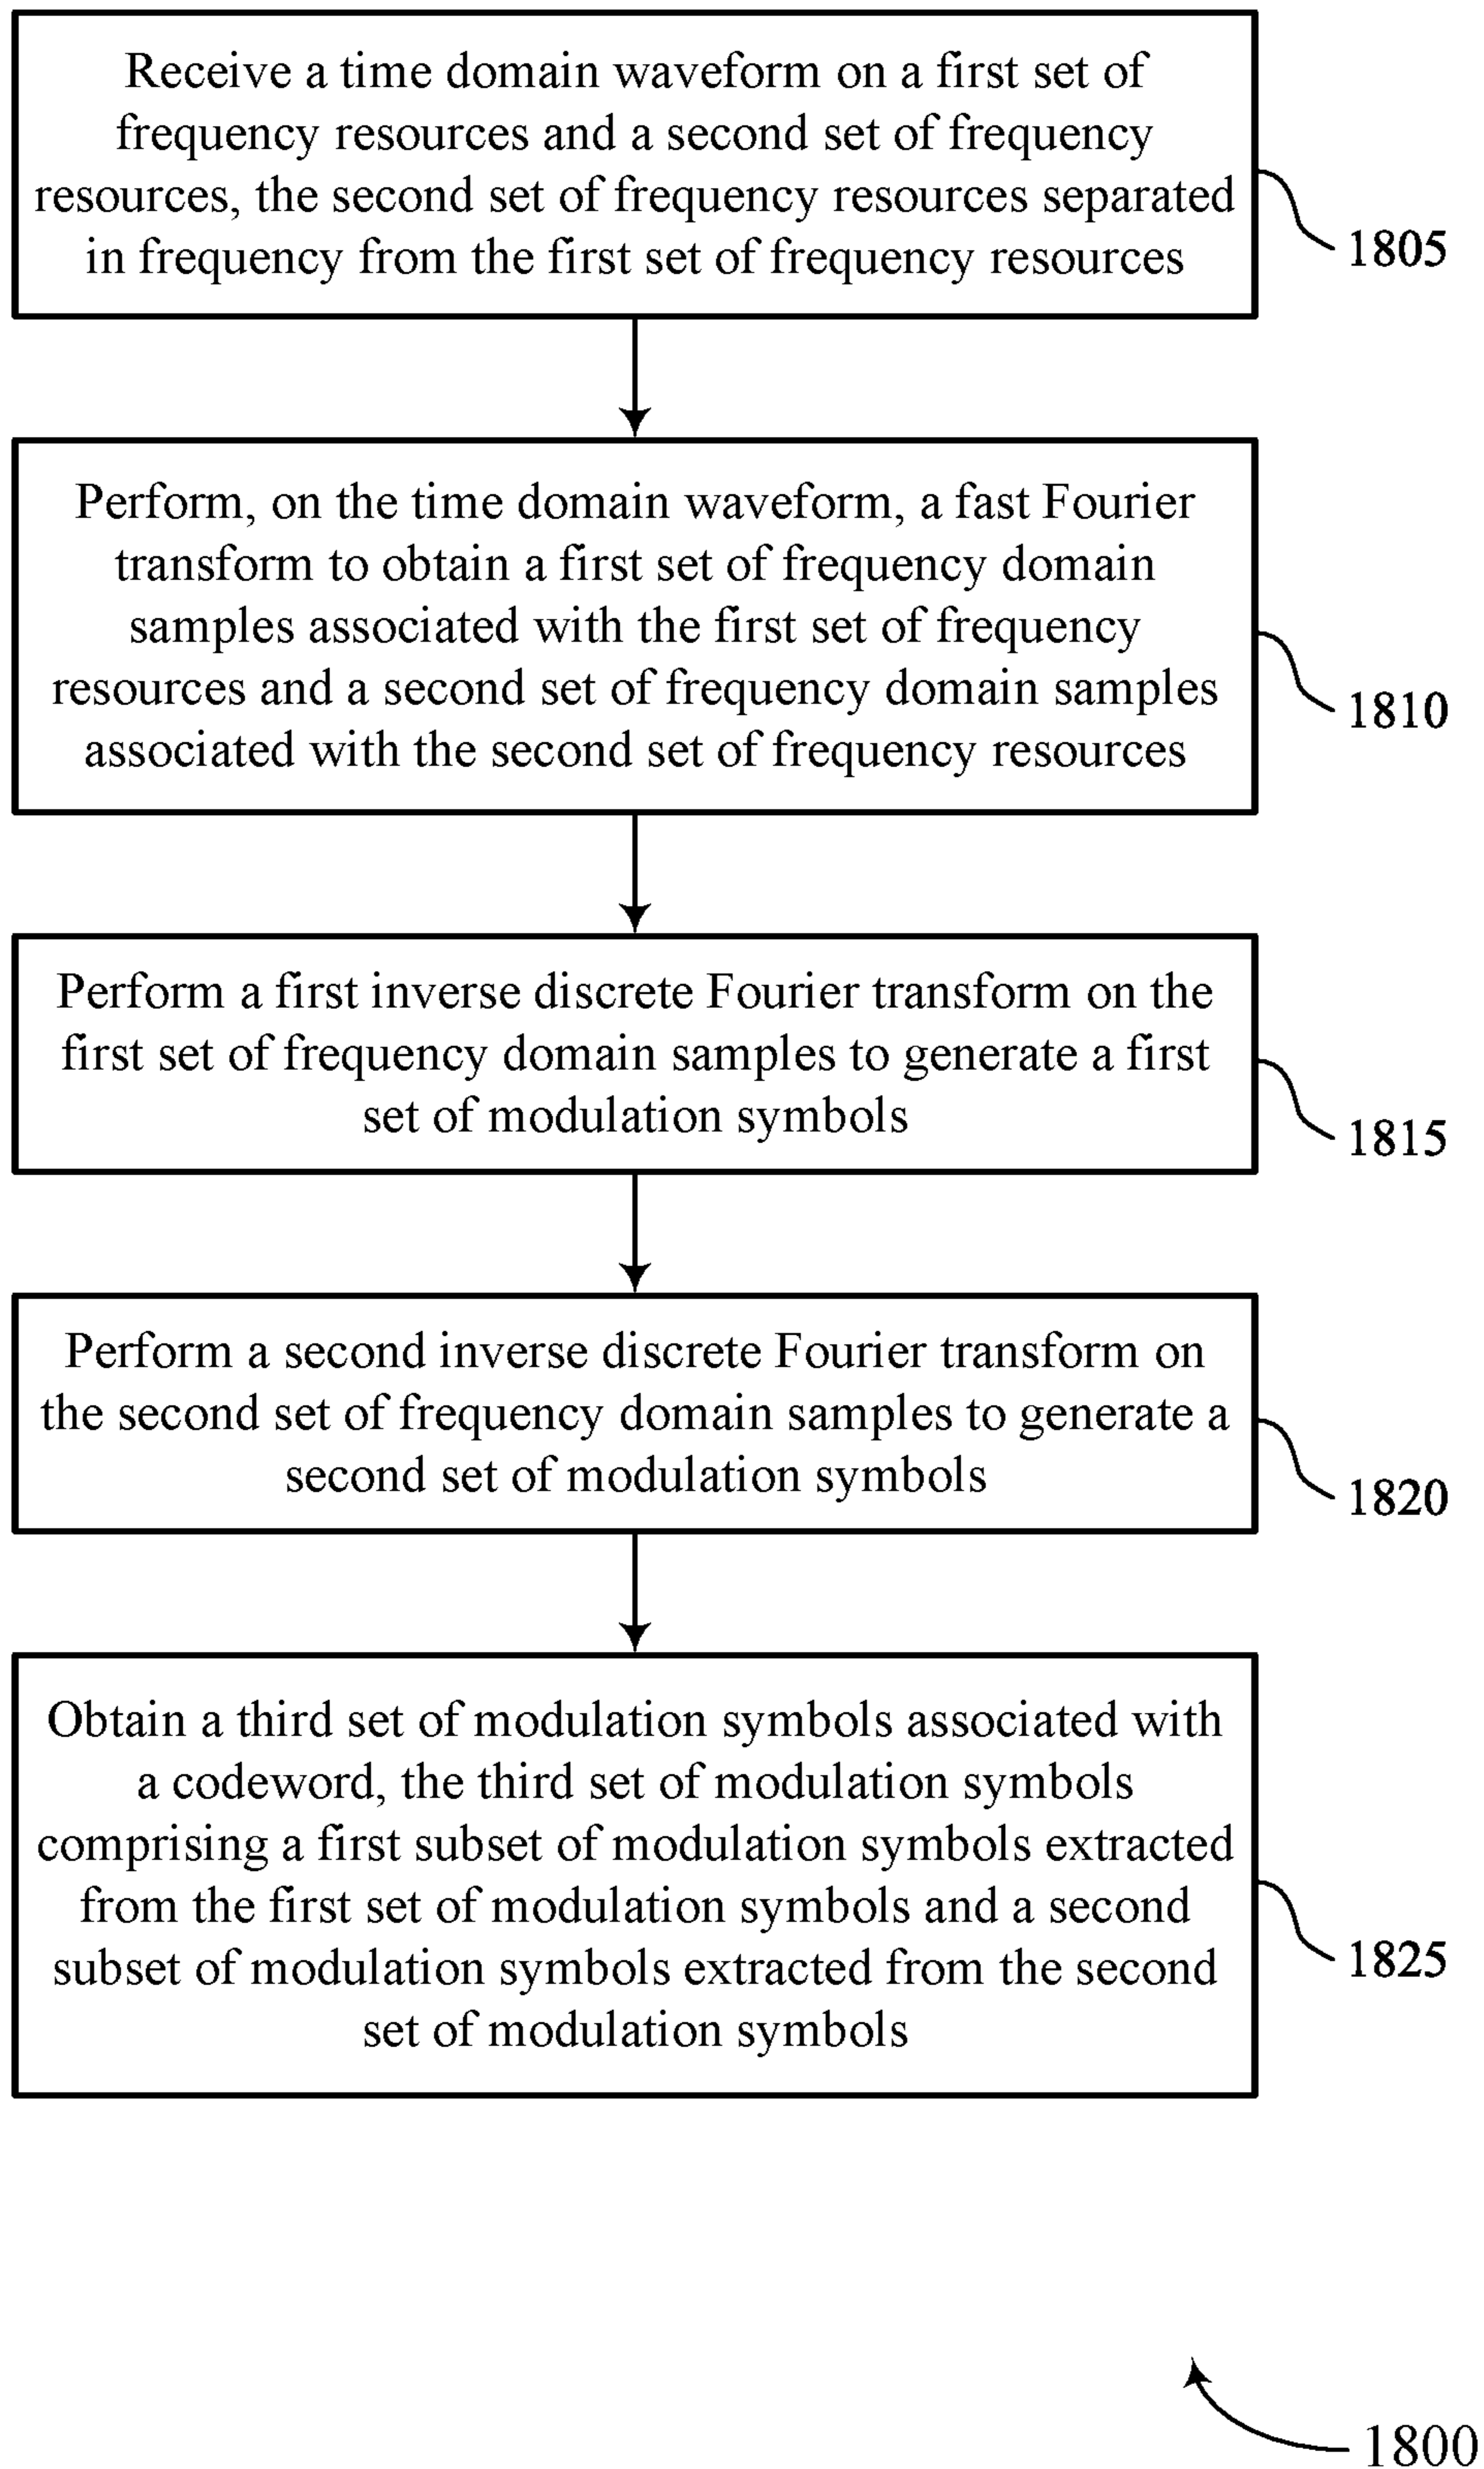 Receive a time domain waveform on a first set of
frequency resources and a second set of frequency
resources, the second set of frequency resources separated
in frequency from the first set of frequency resources
1805
Perform, on the time domain waveform, a fast Fourier
transform to obtain a first set of frequency domain
samples associated with the first set of frequency
resources and a second set of frequency domain samples
associated with the second set of frequency resources
1810
Perform a first inverse discrete Fourier transform on the
first set of frequency domain samples to generate a first
set of modulation symbols
1815
Perform a second inverse discrete Fourier transform on
the second set of frequency domain samples to generate a
second set of modulation symbols
1820
Obtain a third set of modulation symbols associated with
a codeword, the third set of modulation symbols
comprising a first subset of modulation symbols extracted
from the first set of modulation symbols and a second
subset of modulation symbols extracted from the second
set of modulation symbols
1825
1800